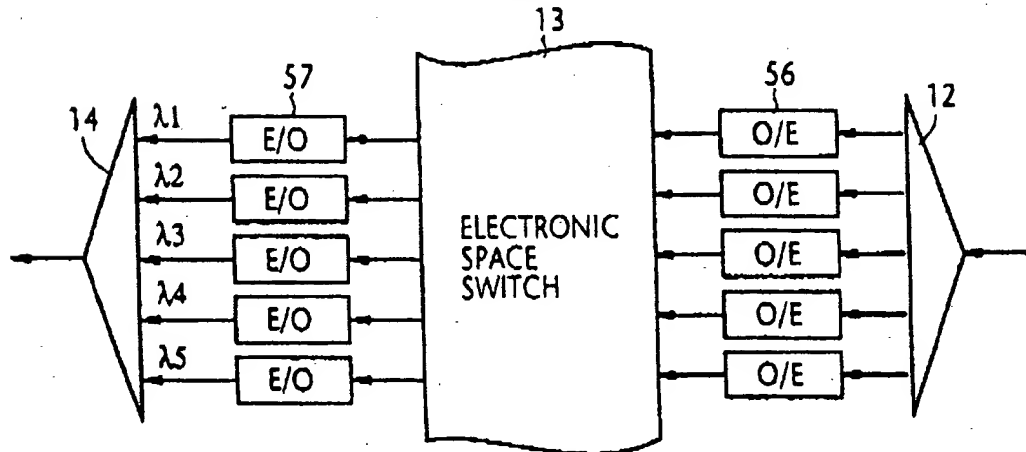 13
57
56
14
12
λ1
E/O
O/E
λ2
E/O
O/E
λ3
E/O
ELECTRONIC
SPACE
SWITCH
O/E
λ4
E/O
O/E
λ5
E/O
O/E